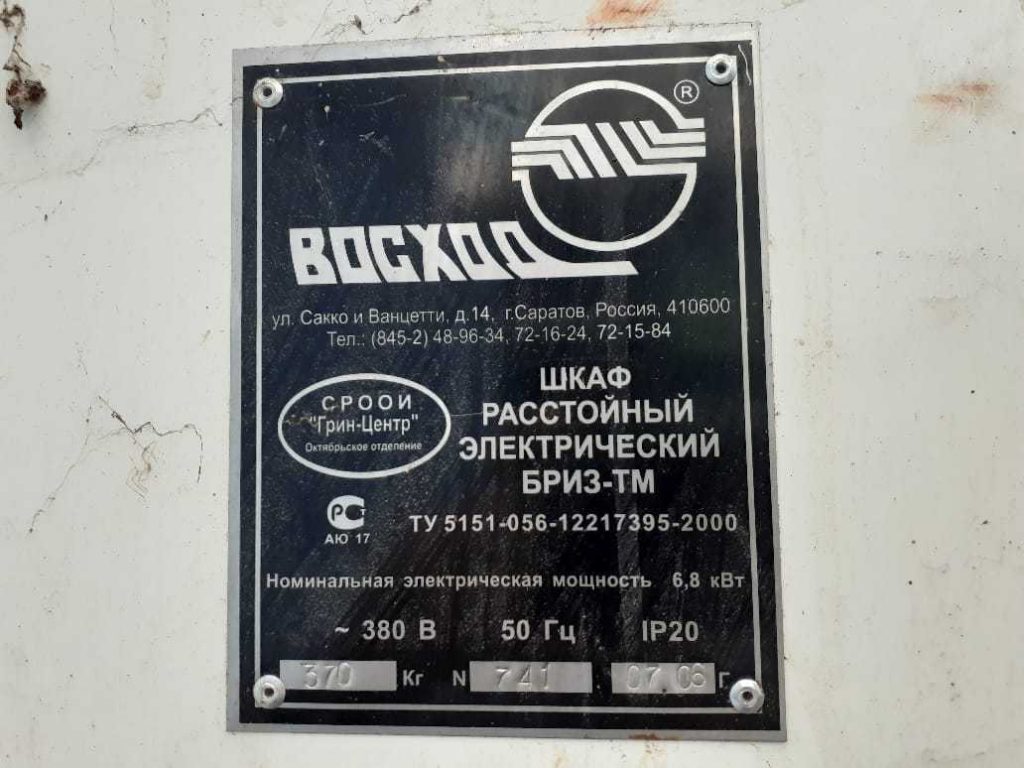 ®
ВОСХОД
ул. Сакко и Ванцетти, д.14, г.Саратов, Россия, 410600
Тел.: (845-2) 48-96-34, 72-16-24, 72-15-84
СРООИ
"Грин-Центр"
Октябрьское отделение
ШКАФ
РАССТОЙНЫЙ
ЭЛЕКТРИЧЕСКИЙ
БРИЗ-ТМ
АЮ 17
ТУ 5151-056-12217395-2000
Номинальная электрическая мощность 6,8 кВт
~ 380 В 50 Гц IP20
370 Кг N 741 07.06 г.